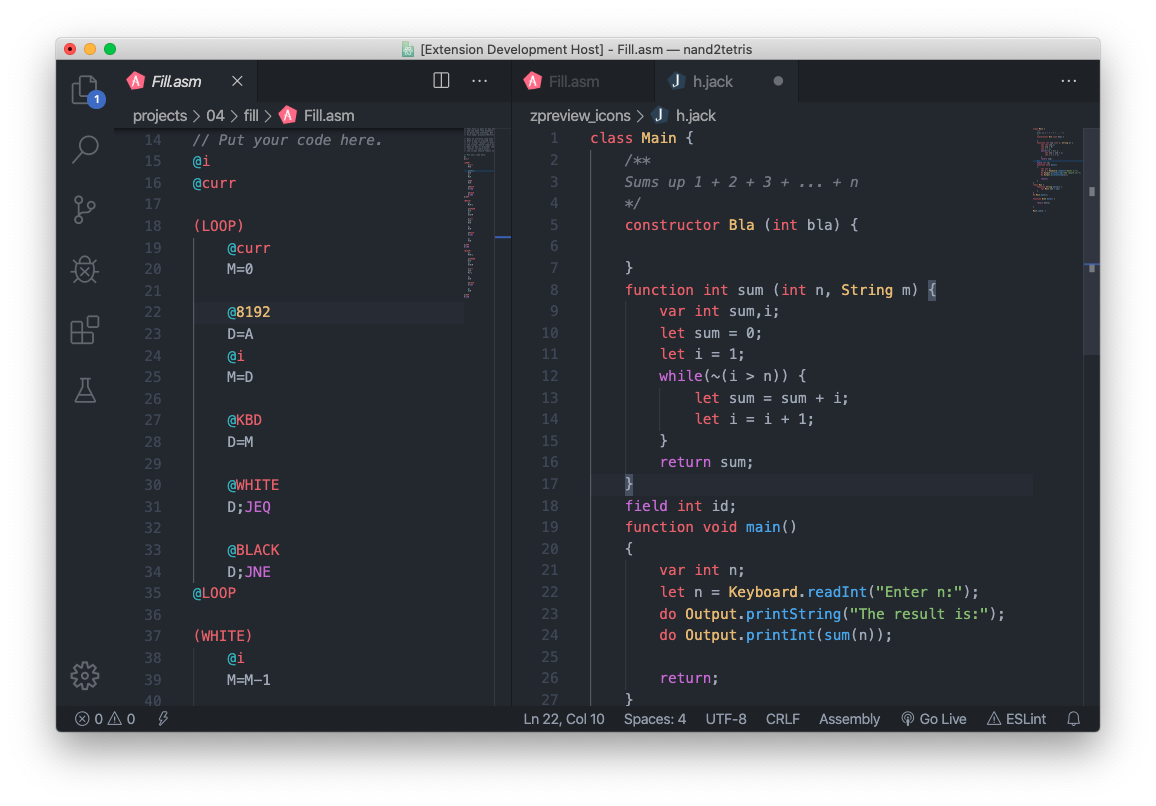 [Extension Development Host] - Fill.asm — nand2tetris
1
Fill.asm
projects > 04 > fill > Fill.asm
14 // Put your code here.
15 @i
16 @curr
17
18 (LOOP)
19 @curr
20 M=0
21
22 @8192
23 D=A
24 @i
25 M=D
26
27 @KBD
28 D=M
29
30 @WHITE
31 D;JEQ
32
33 @BLACK
34 D;JNE
35 @LOOP
36
37 (WHITE)
38 @i
39 M=M-1
40
Fill.asm
h.jack
zpreview_icons > h.jack
1 class Main {
2 /**
3 Sums up 1 + 2 + 3 + ... + n
4 */
5 constructor Bla (int bla) {
6
7 }
8 function int sum (int n, String m) {
9 var int sum,i;
10 let sum = 0;
11 let i = 1;
12 while(~(i > n)) {
13 let sum = sum + i;
14 let i = i + 1;
15 }
16 return sum;
17 }
18 field int id;
19 function void main()
20 {
21 var int n;
22 let n = Keyboard.readInt("Enter n:");
23 do Output.printString("The result is:");
24 do Output.printInt(sum(n));
25
26 return;
27 }
0 0 Ln 22, Col 10 Spaces: 4 UTF-8 CRLF Assembly Go Live ESLint